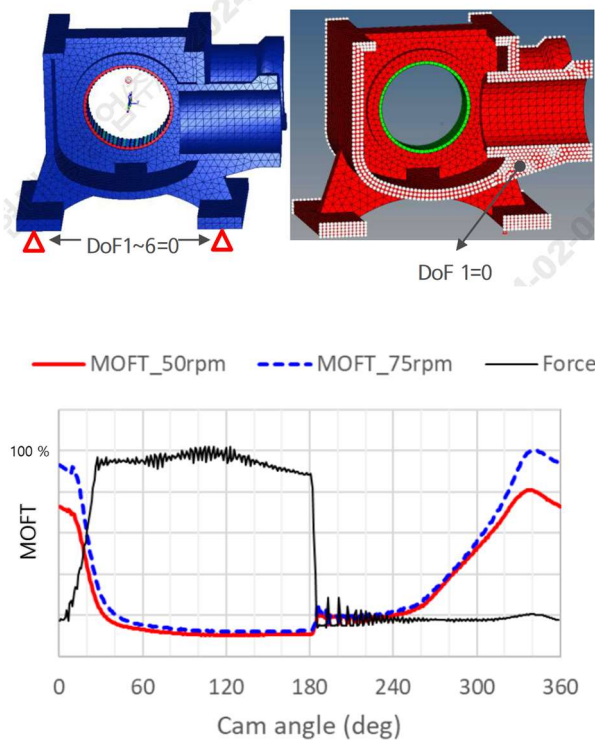 DoF1~6=0
DoF 1=0
MOFT_50rpm MOFT_75rpm Force
100 %
MOFT
0 60 120 180 240 300 360
Cam angle (deg)